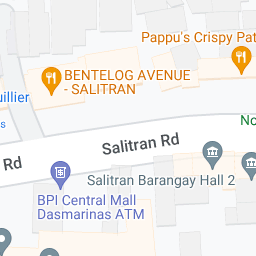 Pappu's Crispy Pat
BENTELOG AVENUE
- SALITRAN
uillier
s
No
Salitran Rd
Rd
Salitran Barangay Hall 2
BPI Central Mall
Dasmarinas ATM
s